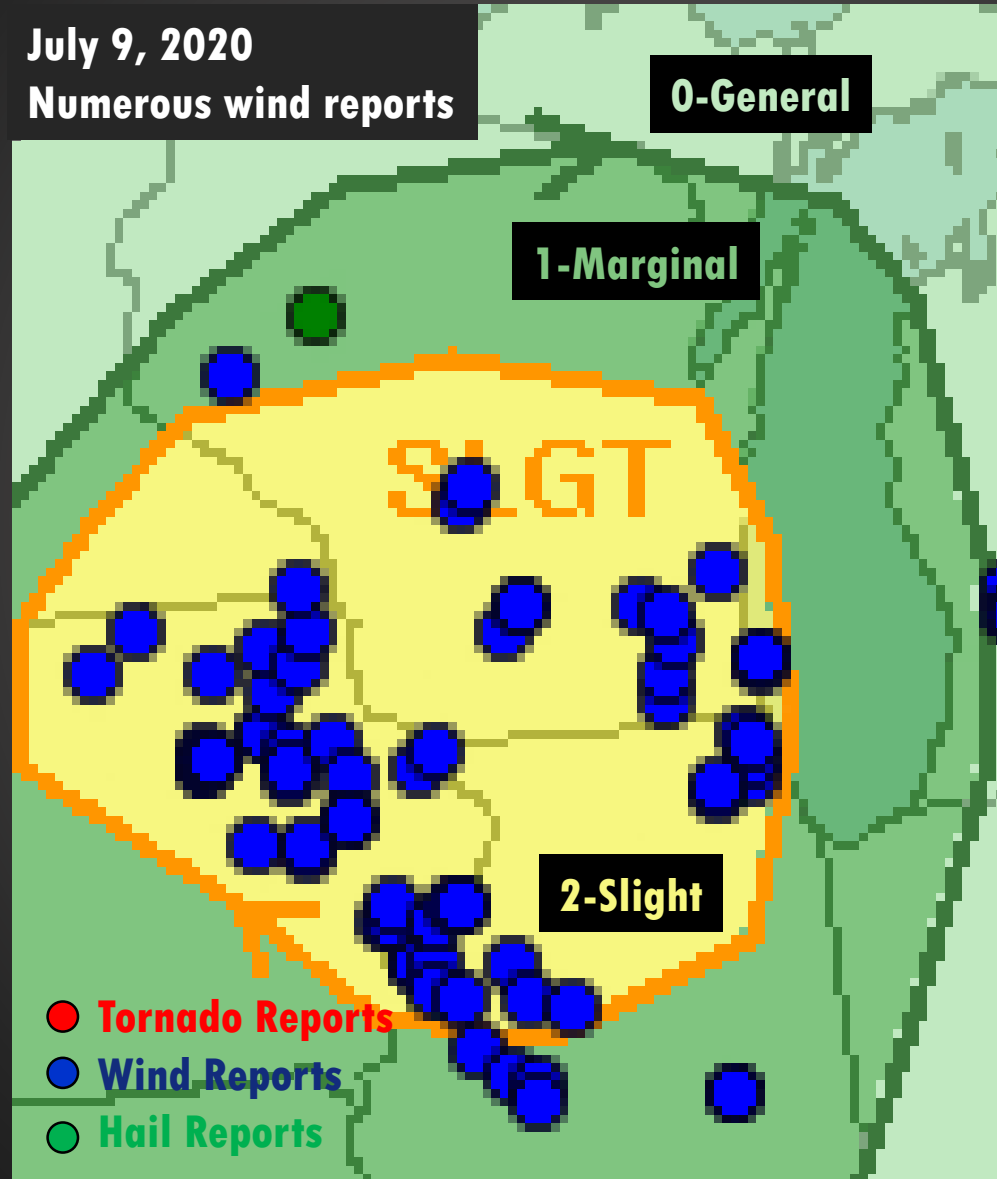 July 9, 2020
Numerous wind reports
0-General
1-Marginal
SLGT
2-Slight
Tornado Reports
Wind Reports
Hail Reports